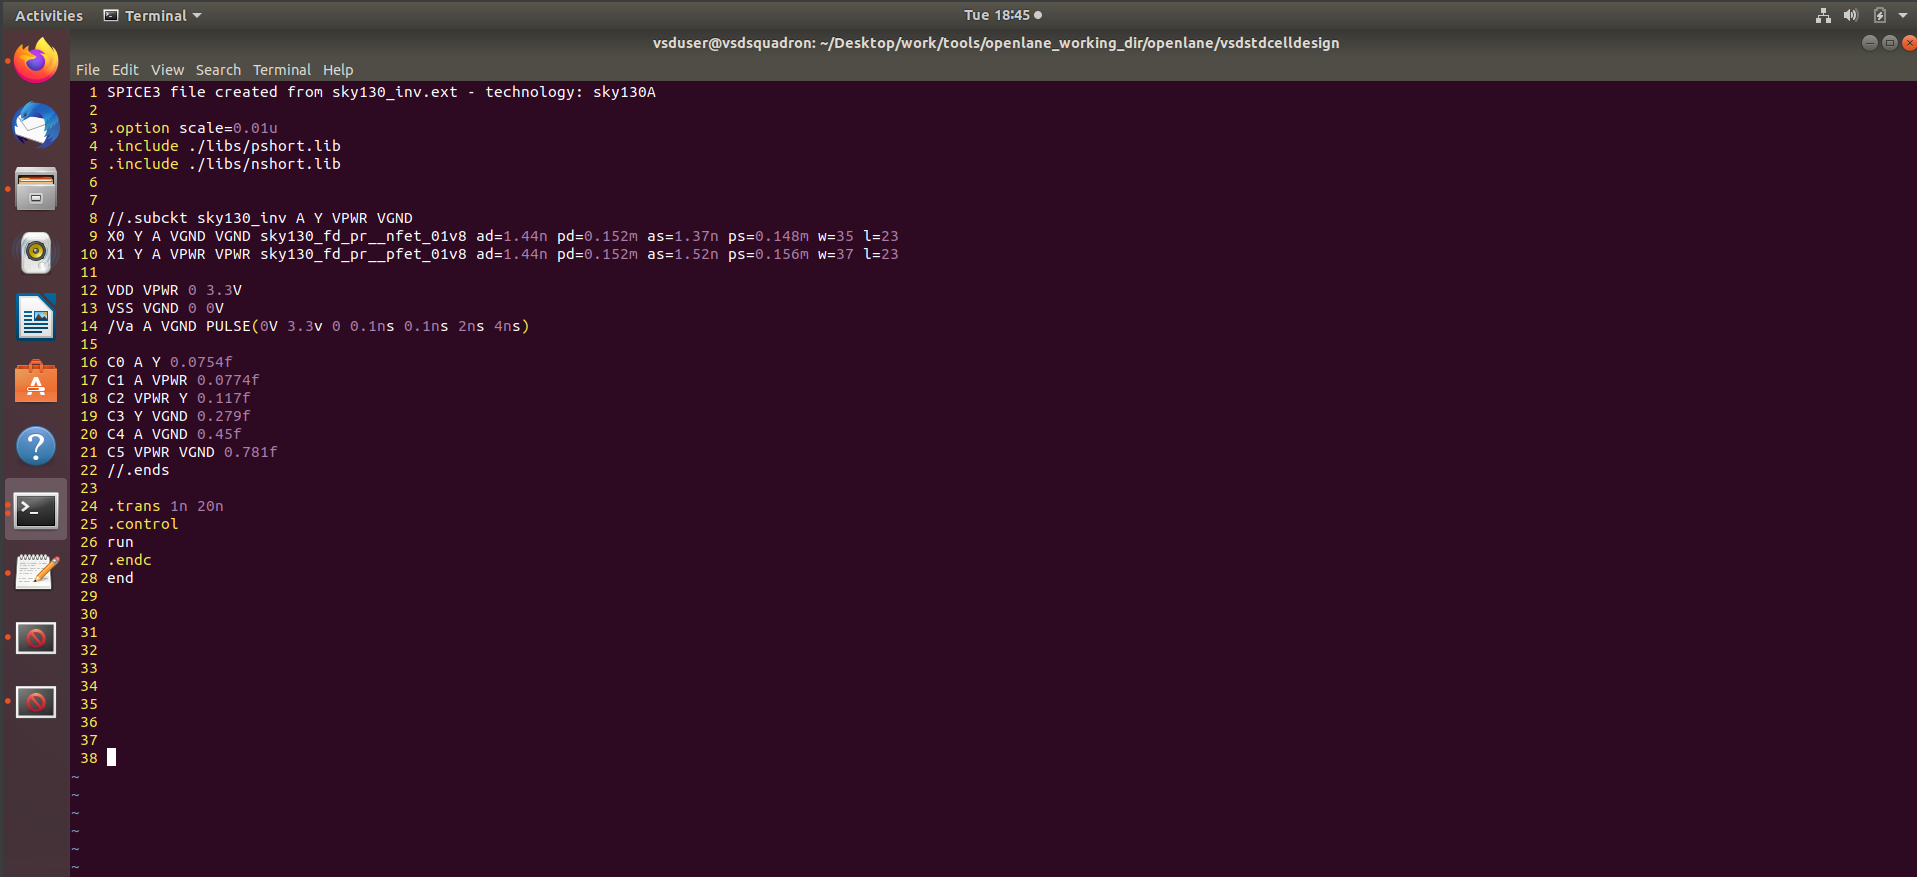 Activities Terminal Tue 18:45
vsduser@vsdsquadron: ~/Desktop/work/tools/openlane_working_dir/openlane/vsdstdcelldesign
File Edit View Search Terminal Help
1 SPICE3 file created from sky130_inv.ext - technology: sky130A
2
3 .option scale=0.01u
4 .include ./libs/pshort.lib
5 .include ./libs/nshort.lib
6
7
8 //.subckt sky130_inv A Y VPWR VGND
9 X0 Y A VGND VGND sky130_fd_pr__nfet_01v8 ad=1.44n pd=0.152m as=1.37n ps=0.148m w=35 l=23
10 X1 Y A VPWR VPWR sky130_fd_pr__pfet_01v8 ad=1.44n pd=0.152m as=1.52n ps=0.156m w=37 l=23
11
12 VDD VPWR 0 3.3V
13 VSS VGND 0 0V
14 /Va A VGND PULSE(0V 3.3v 0 0.1ns 0.1ns 2ns 4ns)
15
16 C0 A Y 0.0754f
17 C1 A VPWR 0.0774f
18 C2 VPWR Y 0.117f
19 C3 Y VGND 0.279f
20 C4 A VGND 0.45f
21 C5 VPWR VGND 0.781f
22 //.ends
23
24 .trans 1n 20n
25 .control
26 run
27 .endc
28 end
29
30
31
32
33
34
35
36
37
38
~
~
~
~
~
~